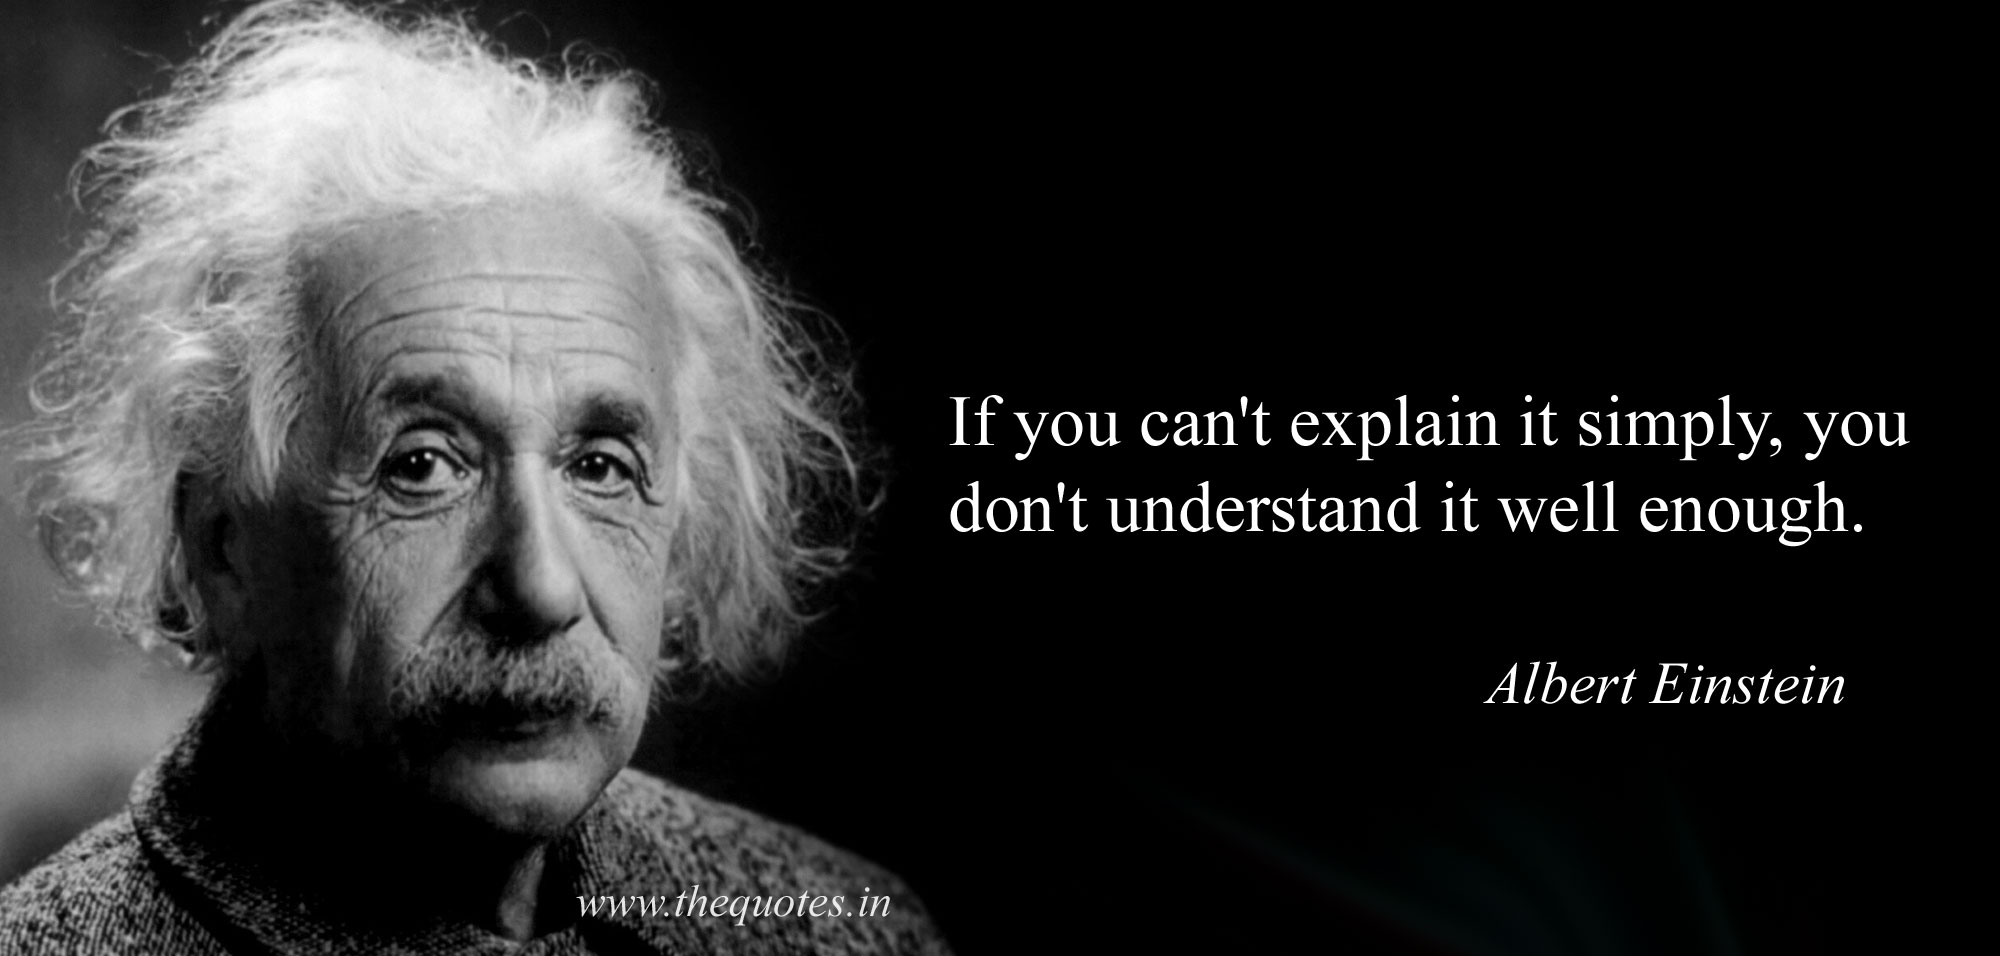 If you can't explain it simply, you
don't understand it well enough.
Albert Einstein
www.thequotes.in